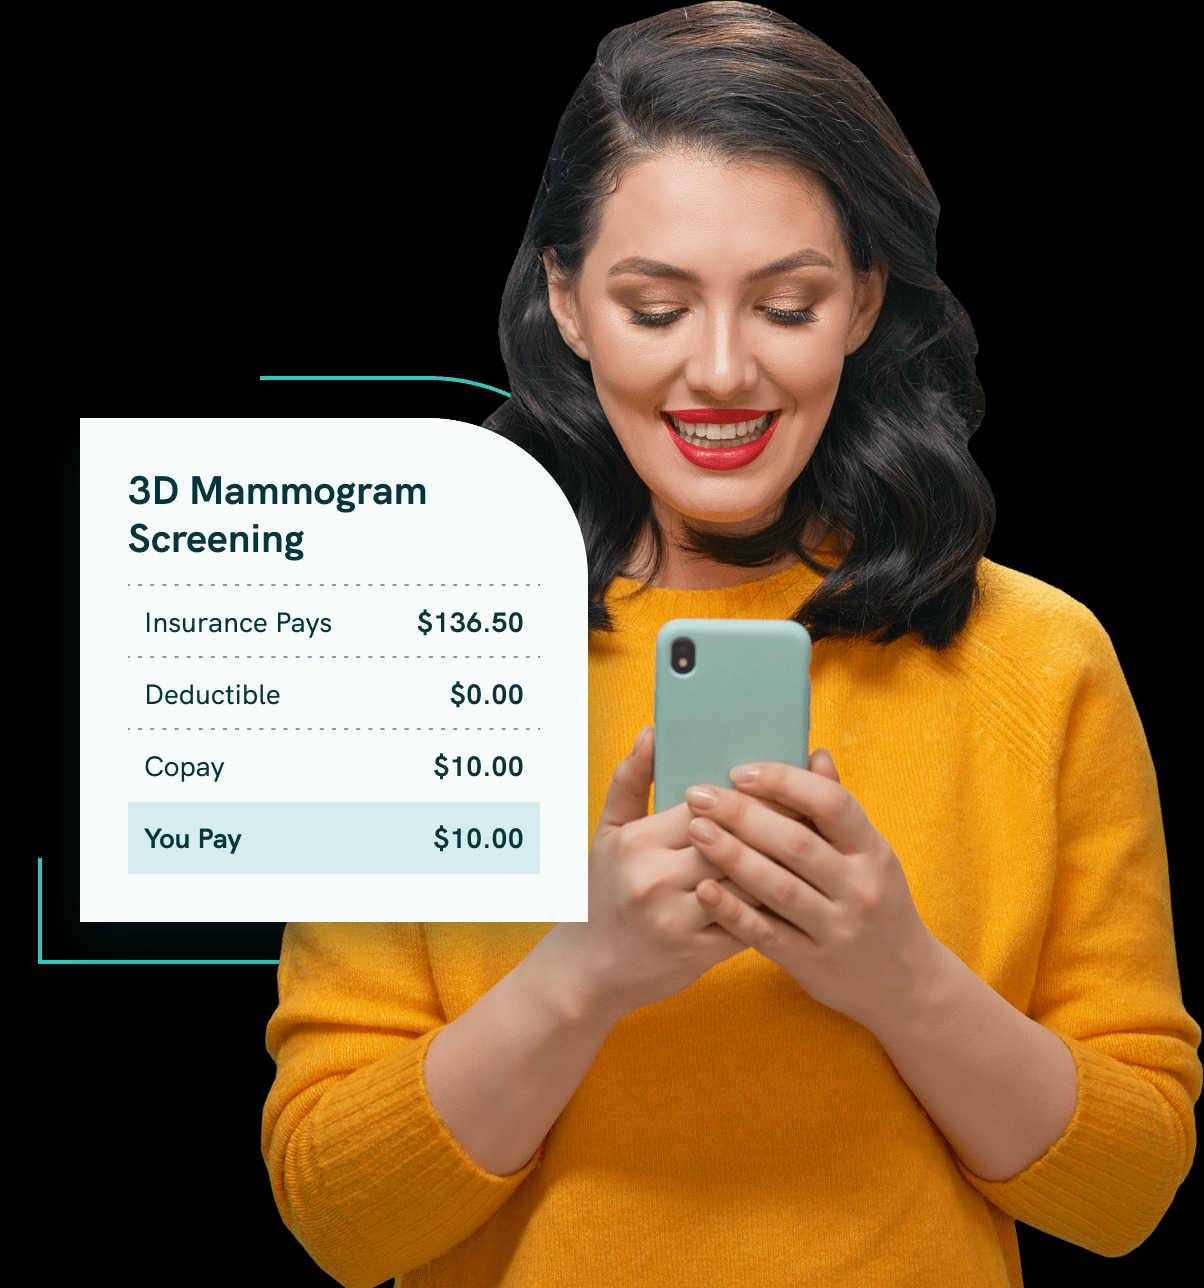 3D Mammogram
Screening
Insurance Pays $136.50
Deductible $0.00
Copay $10.00
You Pay $10.00